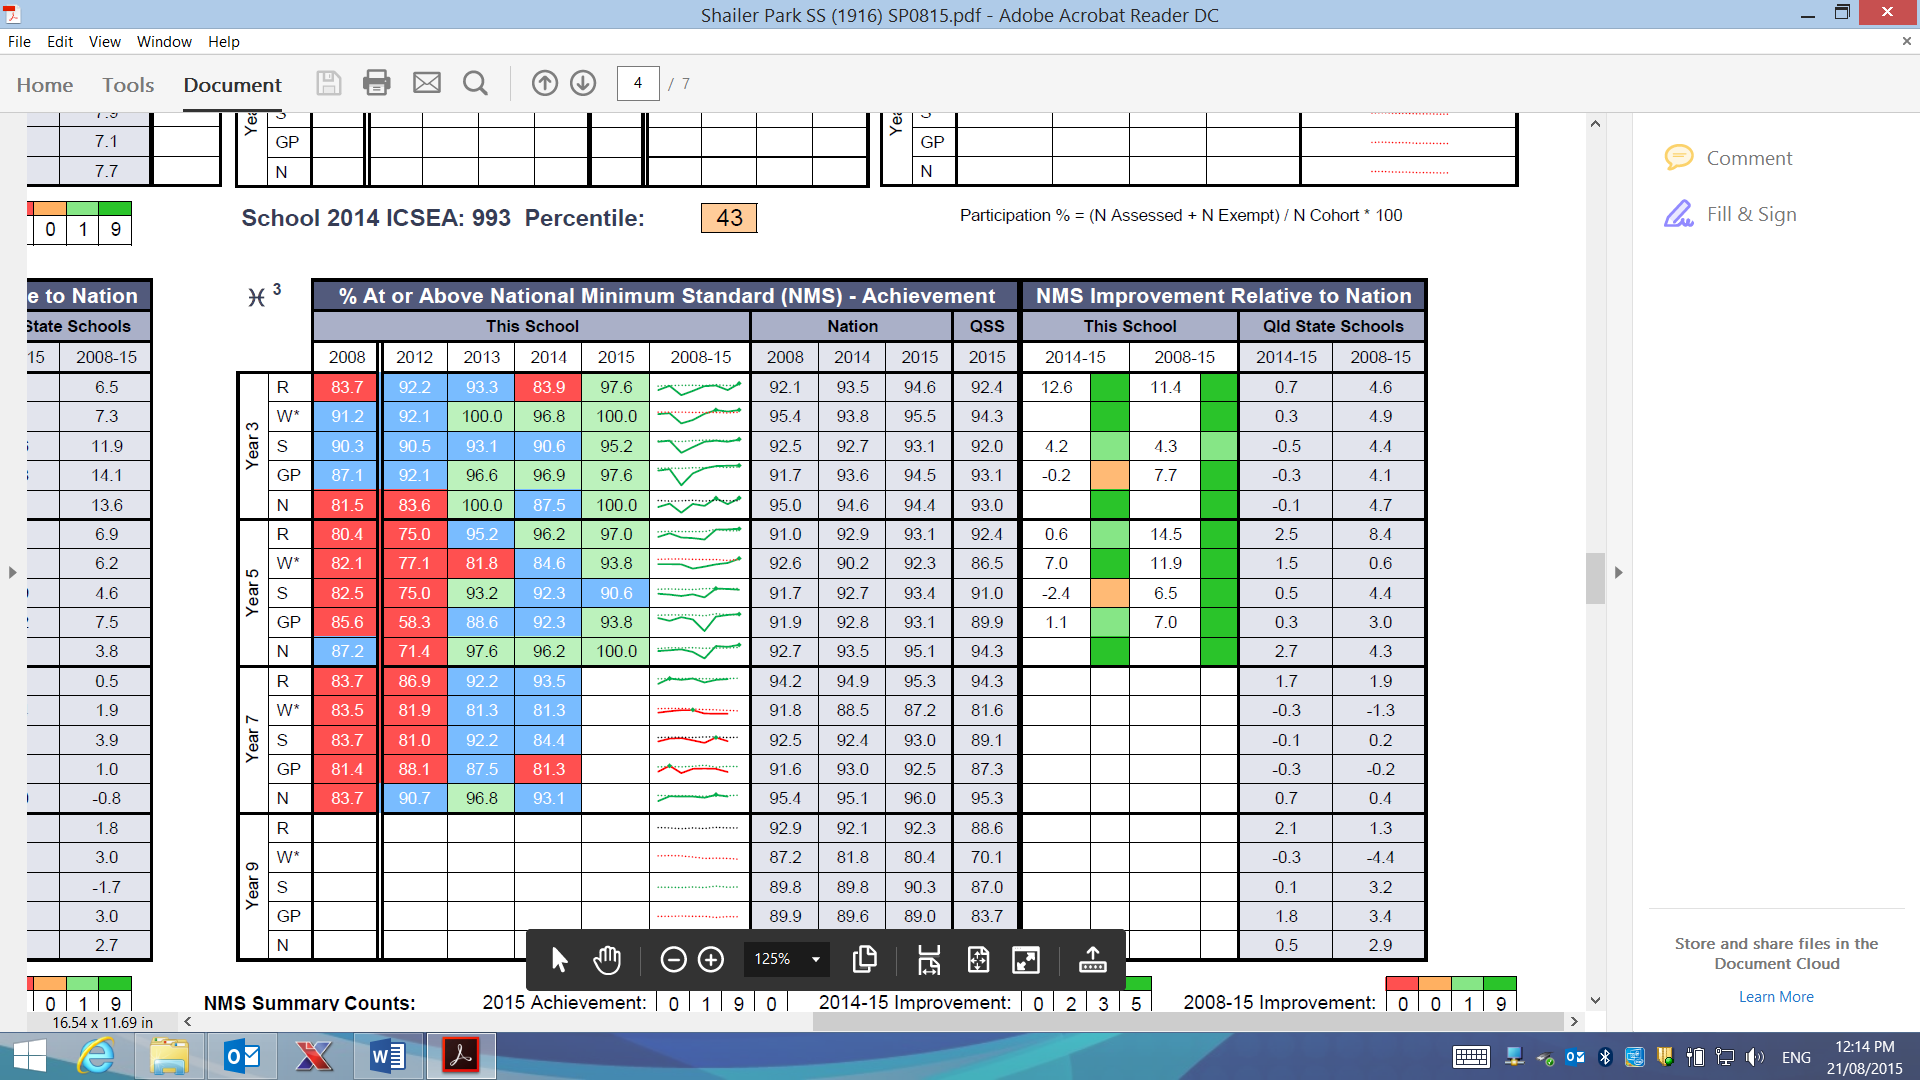 Shailer Park SS (1916) SP0815.pdf - Adobe Acrobat Reader DC
File Edit View Window Help
Home Tools Document 4 / 7
7.1 GP GP
7.7 N N
0 1 9 School 2014 ICSEA: 993 Percentile: 43 Participation % = (N Assessed + N Exempt) / N Cohort * 100
3
e to Nation % At or Above National Minimum Standard (NMS) - Achievement NMS Improvement Relative to Nation
State Schools This School Nation QSS This School Qld State Schools
15 2008-15 2008 2012 2013 2014 2015 2008-15 2008 2014 2015 2015 2014-15 2008-15 2014-15 2008-15
6.5 Year 3 R 83.7 92.2 93.3 83.9 97.6 92.1 93.5 94.6 92.4 12.6 11.4 0.7 4.6
7.3 W* 91.2 92.1 100.0 96.8 100.0 95.4 93.8 95.5 94.3 0.3 4.9
11.9 S 90.3 90.5 93.1 90.6 95.2 92.5 92.7 93.1 92.0 4.2 4.3 -0.5 4.4
14.1 GP 87.1 92.1 96.6 96.9 97.6 91.7 93.6 94.5 93.1 -0.2 7.7 -0.3 4.1
13.6 N 81.5 83.6 100.0 87.5 100.0 95.0 94.6 94.4 93.0 -0.1 4.7
6.9 Year 5 R 80.4 75.0 95.2 96.2 97.0 91.0 92.9 93.1 92.4 0.6 14.5 2.5 8.4
6.2 W* 82.1 77.1 81.8 84.6 93.8 92.6 90.2 92.3 86.5 7.0 11.9 1.5 0.6
4.6 S 82.5 75.0 93.2 92.3 90.6 91.7 92.7 93.4 91.0 -2.4 6.5 0.5 4.4
7.5 GP 85.6 58.3 88.6 92.3 93.8 91.9 92.8 93.1 89.9 1.1 7.0 0.3 3.0
3.8 N 87.2 71.4 97.6 96.2 100.0 92.7 93.5 95.1 94.3 2.7 4.3
0.5 Year 7 R 83.7 86.9 92.2 93.5 94.2 94.9 95.3 94.3 1.7 1.9
1.9 W* 83.5 81.9 81.3 81.3 91.8 88.5 87.2 81.6 -0.3 -1.3
3.9 S 83.7 81.0 92.2 84.4 92.5 92.4 93.0 89.1 -0.1 0.2
1.0 GP 81.4 88.1 87.5 81.3 91.6 93.0 92.5 87.3 -0.3 -0.2
-0.8 N 83.7 90.7 96.8 93.1 95.4 95.1 96.0 95.3 0.7 0.4
1.8 Year 9 R 92.9 92.1 92.3 88.6 2.1 1.3
3.0 W* 87.2 81.8 80.4 70.1 -0.3 -4.4
-1.7 S 89.8 89.8 90.3 87.0 0.1 3.2
3.0 GP 89.9 89.6 89.0 83.7 1.8 3.4
2.7 N 0.5 2.9
125%
0 1 9 NMS Summary Counts: 2015 Achievement: 0 1 9 0 2014-15 Improvement: 0 2 3 5 2008-15 Improvement: 0 0 1 9
16.54 x 11.69 in
Comment
Fill & Sign
Store and share files in the
Document Cloud
Learn More
ENG
12:14 PM
21/08/2015